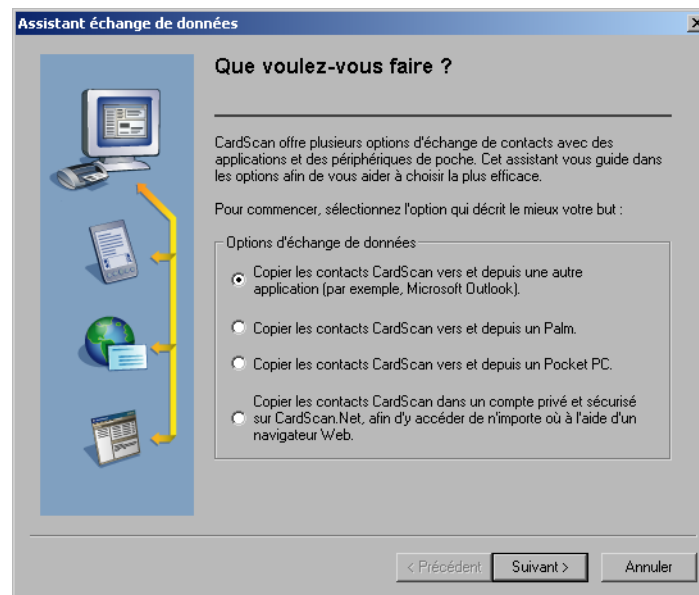 Assistant échange de données
Que voulez-vous faire ?
CardScan offre plusieurs options d'échange de contacts avec des
applications et des périphériques de poche. Cet assistant vous guide dans
les options afin de vous aider à choisir la plus efficace.
Pour commencer, sélectionnez l'option qui décrit le mieux votre but :
Options d'échange de données
Copier les contacts CardScan vers et depuis une autre
application (par exemple, Microsoft Outlook).
Copier les contacts CardScan vers et depuis un Palm.
Copier les contacts CardScan vers et depuis un Pocket PC.
Copier les contacts CardScan dans un compte privé et sécurisé
sur CardScan.Net, afin d'y accéder de n'importe où à l'aide d'un
navigateur Web.
< Précédent
Suivant >
Annuler